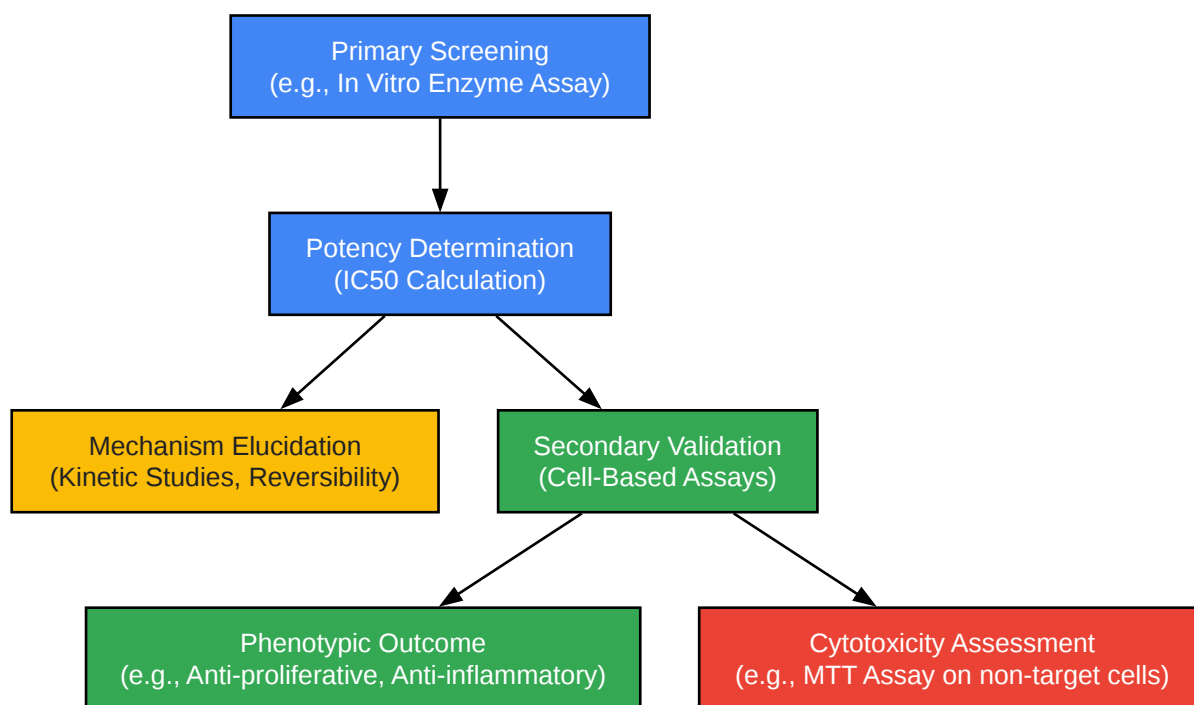 Primary Screening
(e.g., In Vitro Enzyme Assay)
Potency Determination
(IC50 Calculation)
Mechanism Elucidation
(Kinetic Studies, Reversibility)
Secondary Validation
(Cell-Based Assays)
Phenotypic Outcome
(e.g., Anti-proliferative, Anti-inflammatory)
Cytotoxicity Assessment
(e.g., MTT Assay on non-target cells)